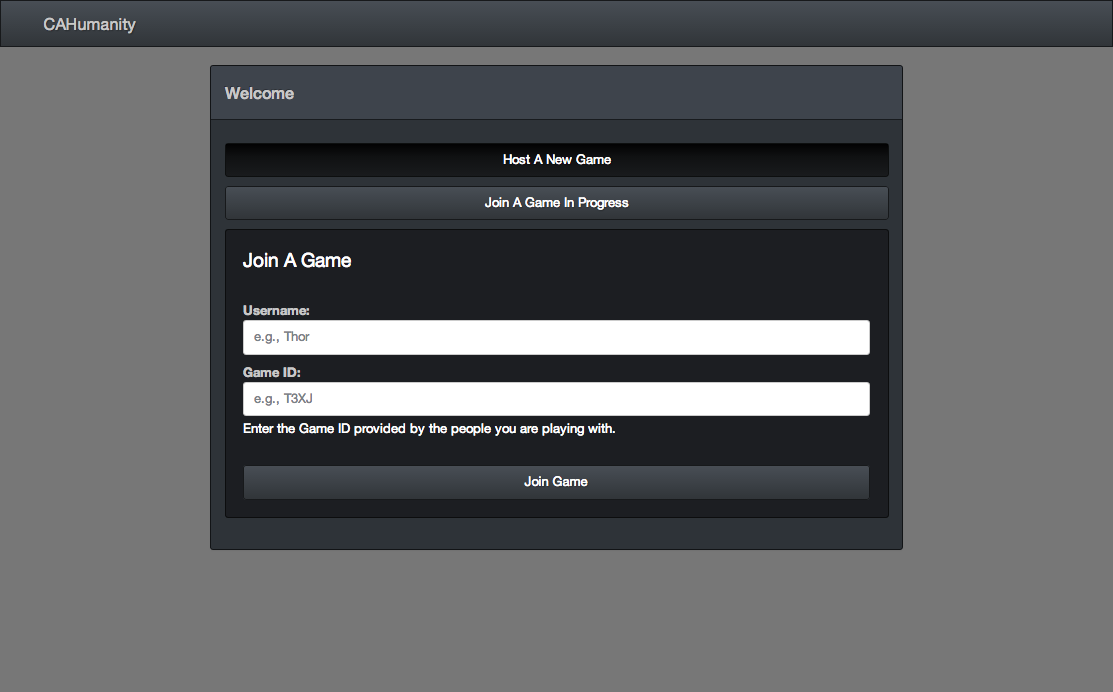 CAHumanity
Welcome
Host A New Game
Join A Game In Progress
Join A Game
Username:
e.g., Thor
Game ID:
e.g., T3XJ
Enter the Game ID provided by the people you are playing with.
Join Game